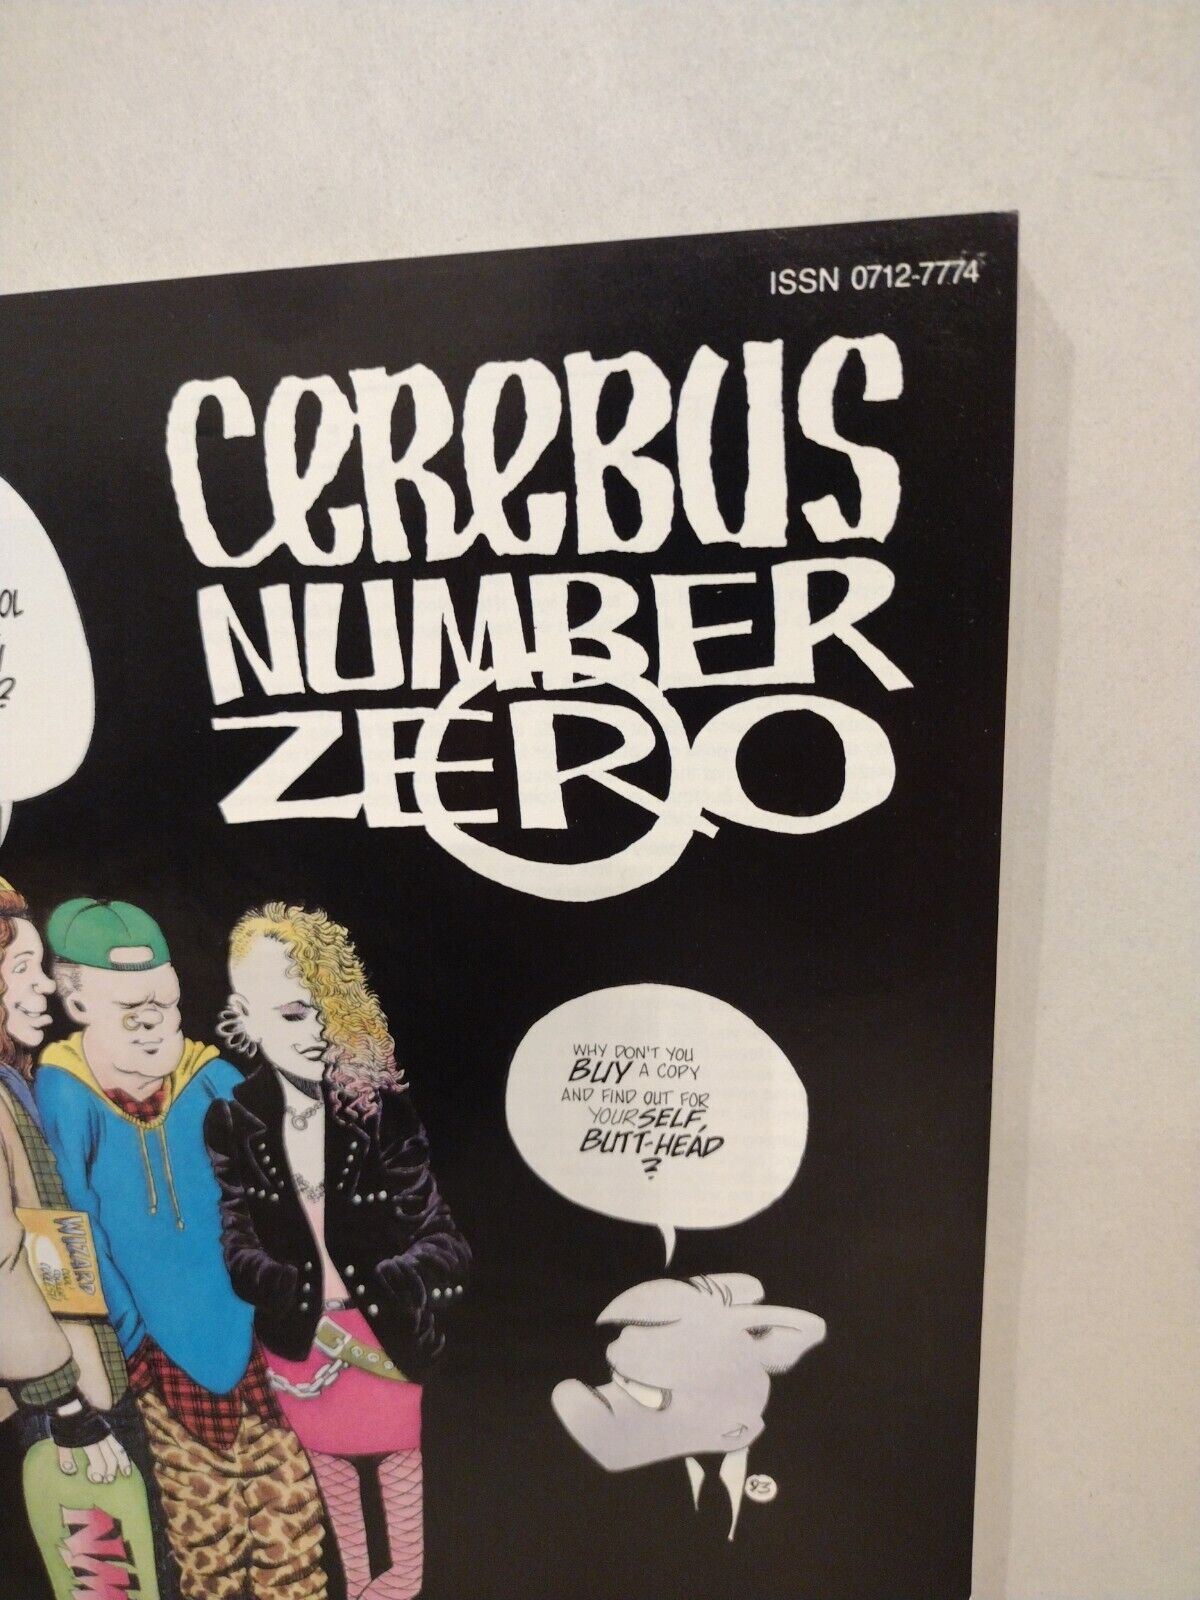 ISSN 0712-7774
CEREBUS
NUMBER
ZERO
OL
?
WHY DON'T YOU
BUY A COPY
AND FIND OUT FOR
YOURSELF,
BUTT-HEAD
?
WIZARD
93